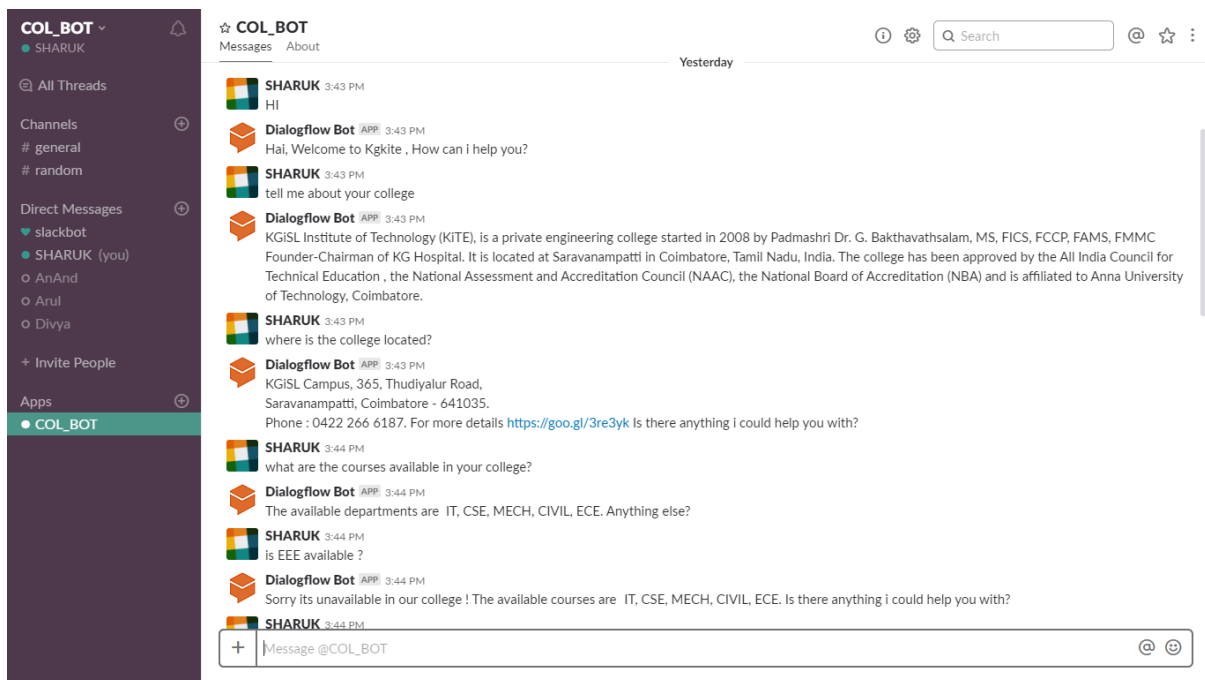 COL_BOT
SHARUK
All Threads
Channels
# general
# random
Direct Messages
slackbot
SHARUK (you)
AnAnd
Arul
Divya
+ Invite People
Apps
COL_BOT
COL_BOT
Messages About
Search
Yesterday
SHARUK 3:43 PM
HI
Dialogflow Bot APP 3:43 PM
Hai, Welcome to Kgkite , How can i help you?
SHARUK 3:43 PM
tell me about your college
Dialogflow Bot APP 3:43 PM
KGiSL Institute of Technology (KiTE), is a private engineering college started in 2008 by Padmashri Dr. G. Bakthavathsalam, MS, FICS, FCCP, FAMS, FMMC
Founder-Chairman of KG Hospital. It is located at Saravanampatti in Coimbatore, Tamil Nadu, India. The college has been approved by the All India Council for
Technical Education , the National Assessment and Accreditation Council (NAAC), the National Board of Accreditation (NBA) and is affiliated to Anna University
of Technology, Coimbatore.
SHARUK 3:43 PM
where is the college located?
Dialogflow Bot APP 3:43 PM
KGiSL Campus, 365, Thudiyalur Road,
Saravanampatti, Coimbatore - 641035.
Phone : 0422 266 6187. For more details https://goo.gl/3re3yk Is there anything i could help you with?
SHARUK 3:44 PM
what are the courses available in your college?
Dialogflow Bot APP 3:44 PM
The available departments are IT, CSE, MECH, CIVIL, ECE. Anything else?
SHARUK 3:44 PM
is EEE available ?
Dialogflow Bot APP 3:44 PM
Sorry its unavailable in our college ! The available courses are IT, CSE, MECH, CIVIL, ECE. Is there anything i could help you with?
SHARUK 3:44 PM
Message @COL_BOT